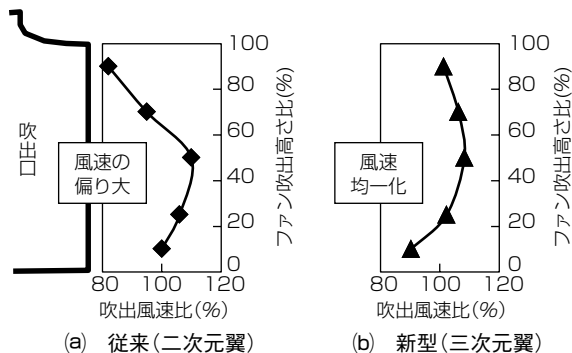 吹出口
風速の
偏り大
100
80
60
40
20
0
ファン吹出高さ比(%)
80 100 120
吹出風速比(%)
(a) 従来(二次元翼)
風速
均一化
100
80
60
40
20
0
ファン吹出高さ比(%)
80 100 120
吹出風速比(%)
(b) 新型(三次元翼)